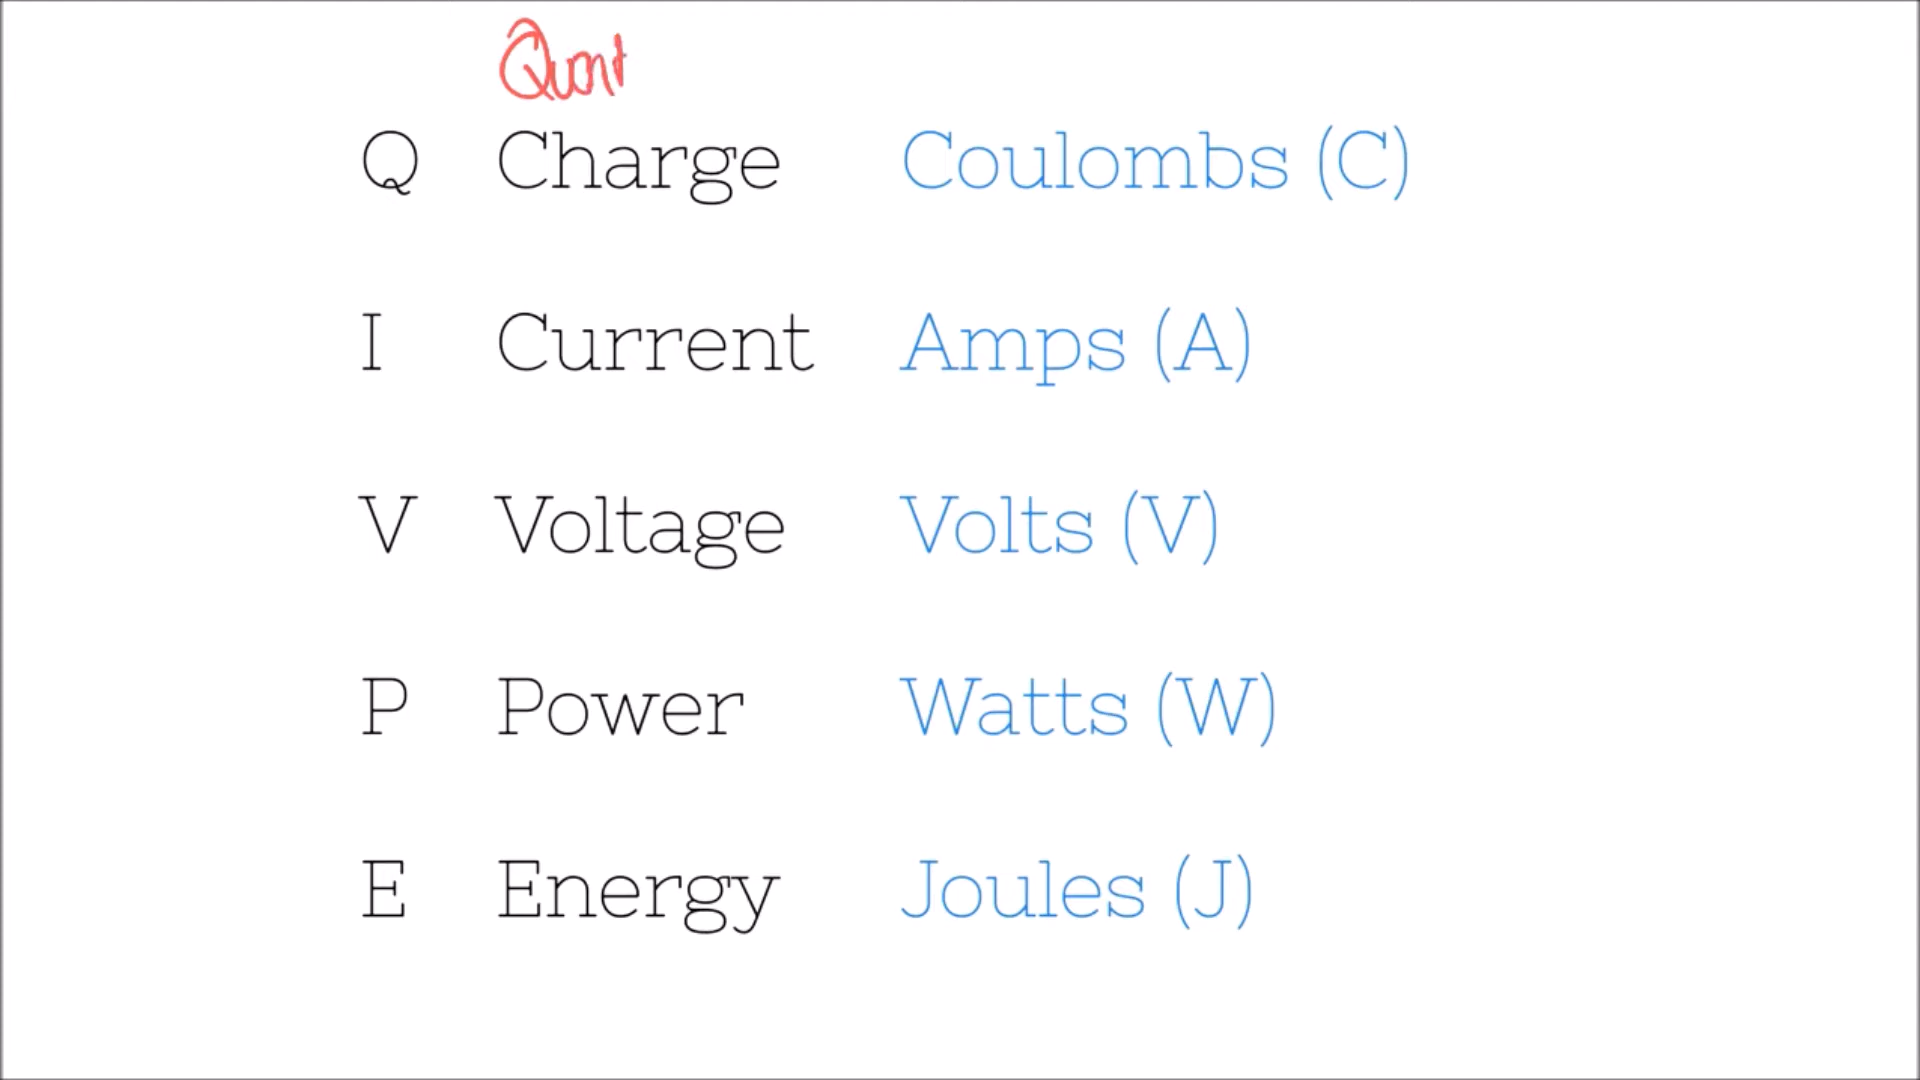 Quant
Q Charge Coulombs (C)
I Current Amps (A)
V Voltage Volts (V)
P Power Watts (W)
E Energy Joules (J)